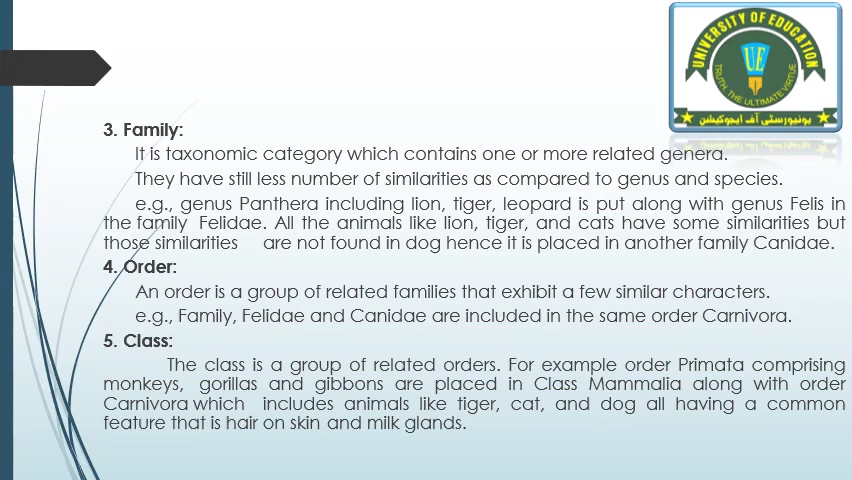 UNIVERSITY OF EDUCATION
UE
TRUTH, THE ULTIMATE VIRTUE
یونیورسٹی آف ایجوکیشن
3. Family:
It is taxonomic category which contains one or more related genera.
They have still less number of similarities as compared to genus and species.
e.g., genus Panthera including lion, tiger, leopard is put along with genus Felis in
the family Felidae. All the animals like lion, tiger, and cats have some similarities but
those similarities are not found in dog hence it is placed in another family Canidae.
4. Order:
An order is a group of related families that exhibit a few similar characters.
e.g., Family, Felidae and Canidae are included in the same order Carnivora.
5. Class:
The class is a group of related orders. For example order Primata comprising
monkeys, gorillas and gibbons are placed in Class Mammalia along with order
Carnivora which includes animals like tiger, cat, and dog all having a common
feature that is hair on skin and milk glands.